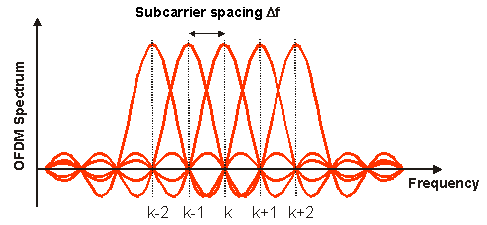 Subcarrier spacing Δf
OFDM Spectrum
Frequency
k-2 k-1 k k+1 k+2